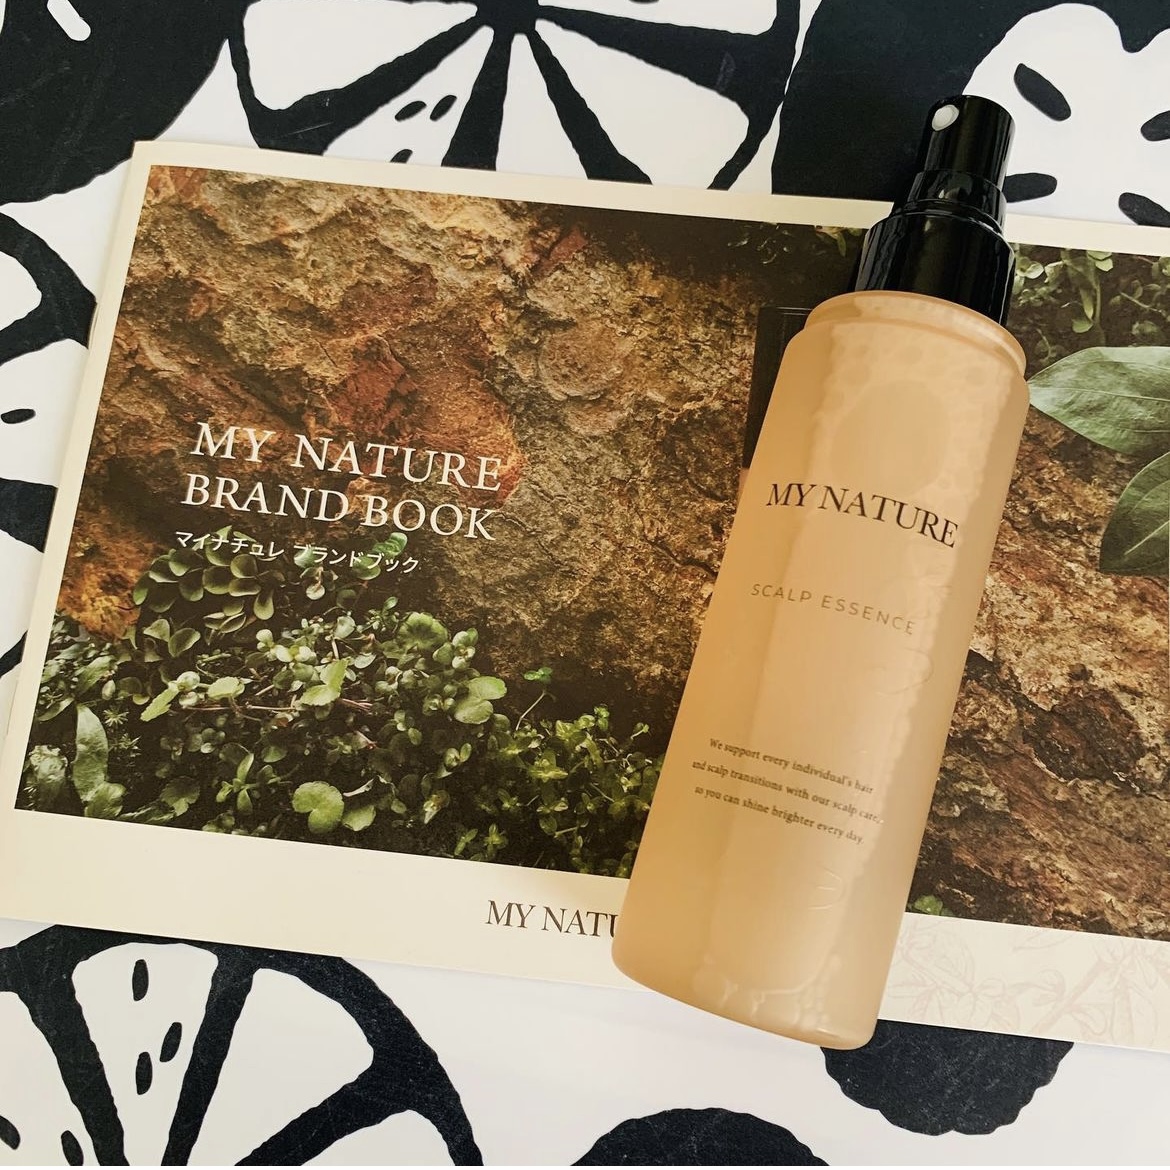 MY NATURE
BRAND BOOK
マイナチュレ ブランドブック
MY NATU
MY NATURE
SCALP ESSENCE
We support every individual's hair
and scalp transitions with our scalp care,
so you can shine brighter every day.